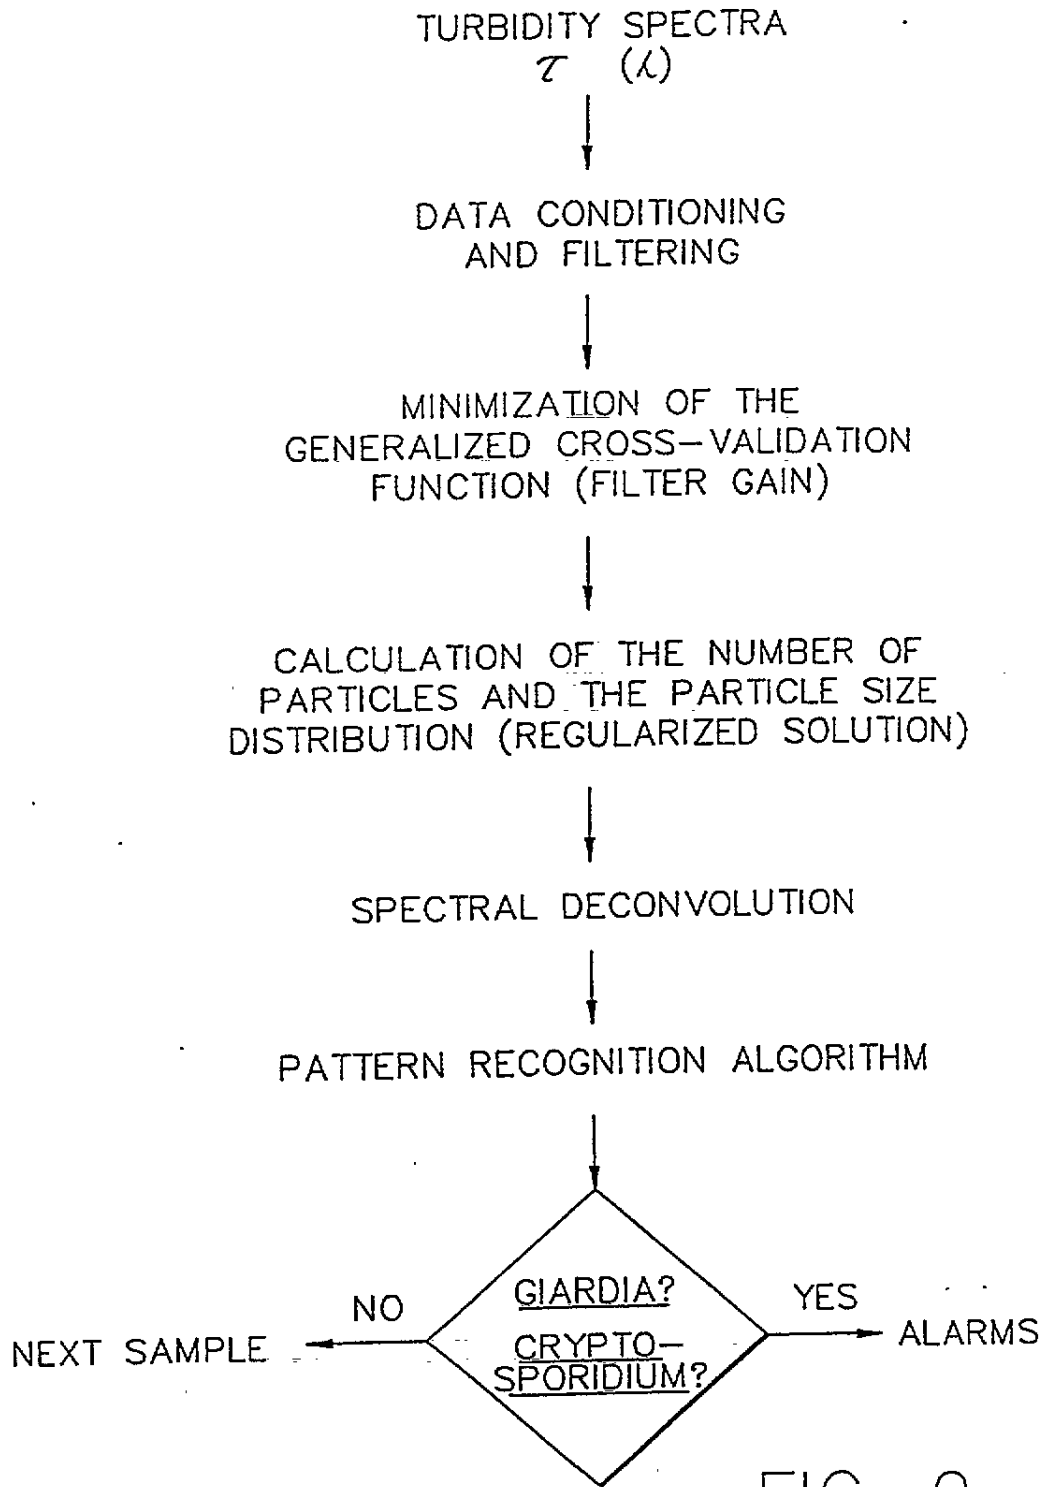 TURBIDITY SPECTRA
τ (λ)
DATA CONDITIONING
AND FILTERING
MINIMIZATION OF THE
GENERALIZED CROSS–VALIDATION
FUNCTION (FILTER GAIN)
CALCULATION OF THE NUMBER OF
PARTICLES AND THE PARTICLE SIZE
DISTRIBUTION (REGULARIZED SOLUTION)
SPECTRAL DECONVOLUTION
PATTERN RECOGNITION ALGORITHM
GIARDIA?
CRYPTO–
SPORIDIUM?
NO
NEXT SAMPLE
YES
ALARMS